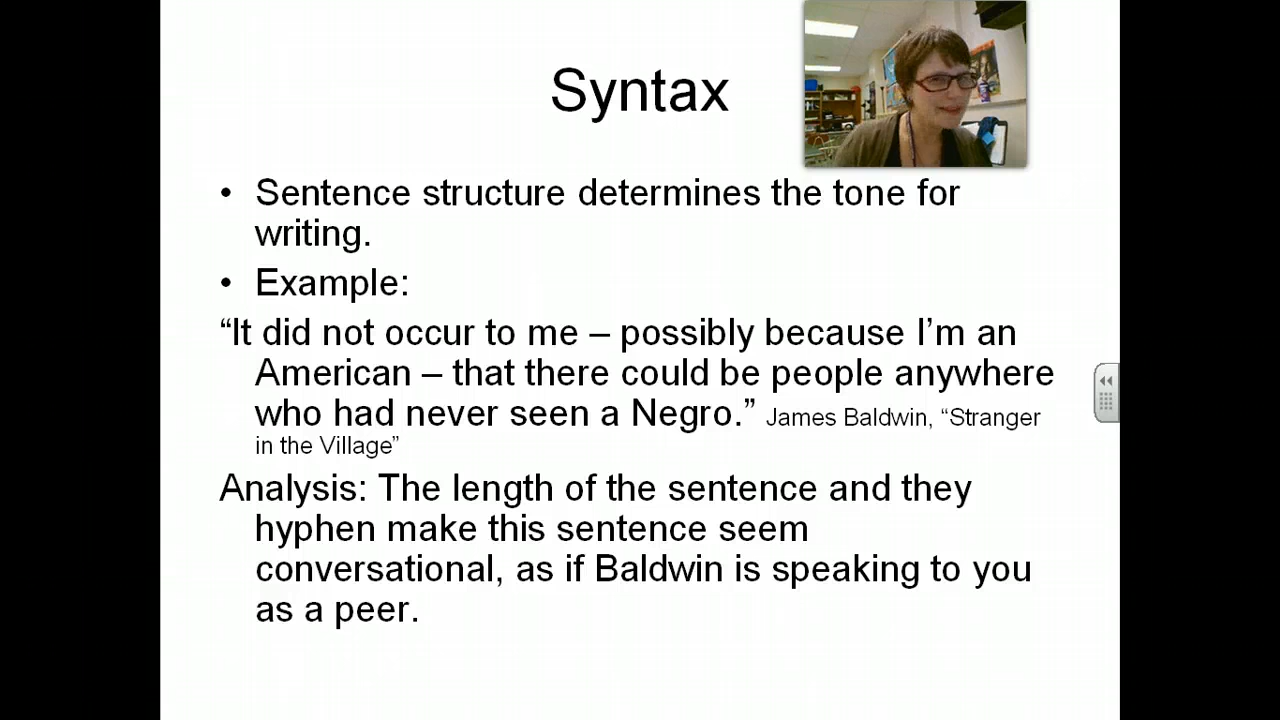 Syntax
• Sentence structure determines the tone for
writing.
• Example:
“It did not occur to me – possibly because I’m an
American – that there could be people anywhere
who had never seen a Negro.” James Baldwin, “Stranger
in the Village”
Analysis: The length of the sentence and they
hyphen make this sentence seem
conversational, as if Baldwin is speaking to you
as a peer.